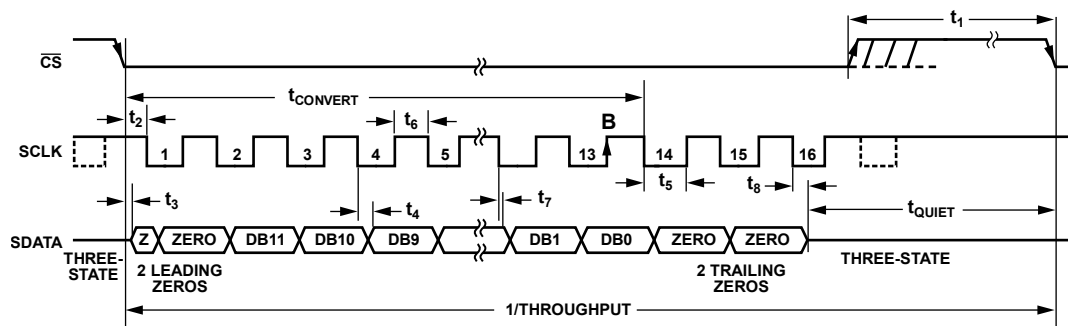 t1
CS
tCONVERT
t2
t6
B
SCLK
1 2 3 4 5 13 14 15 16
t3
t4
t7
t5
t8
tQUIET
SDATA
Z ZERO DB11 DB10 DB9 DB1 DB0 ZERO ZERO
THREE-
STATE
2 LEADING
ZEROS
2 TRAILING
ZEROS
THREE-STATE
1/THROUGHPUT